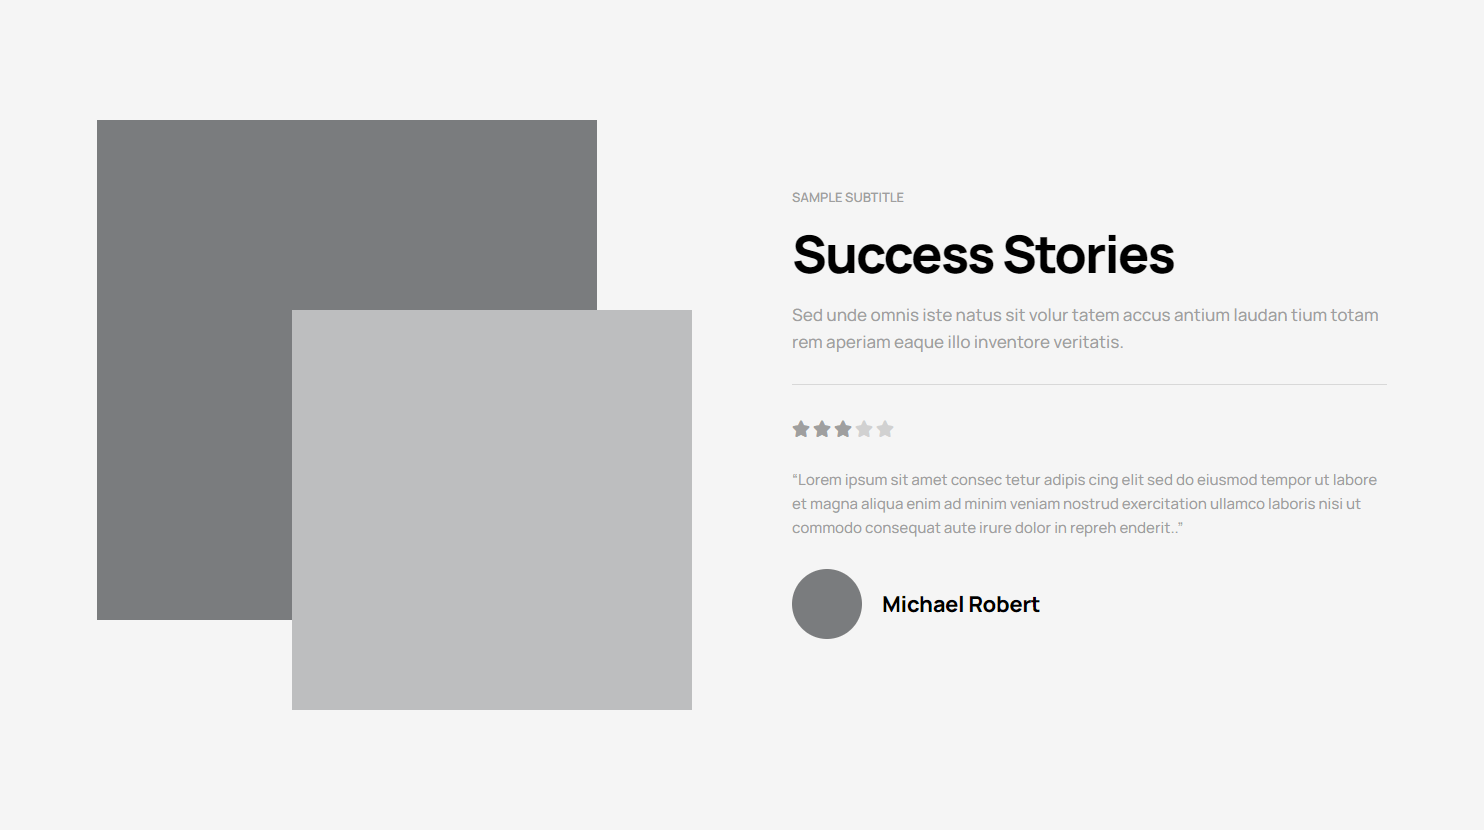 SAMPLE SUBTITLE
Success Stories
Sed unde omnis iste natus sit volur tatem accus antium laudan tium totam
rem aperiam eaque illo inventore veritatis.
“Lorem ipsum sit amet consec tetur adipis cing elit sed do eiusmod tempor ut labore
et magna aliqua enim ad minim veniam nostrud exercitation ullamco laboris nisi ut
commodo consequat aute irure dolor in repreh enderit..”
Michael Robert